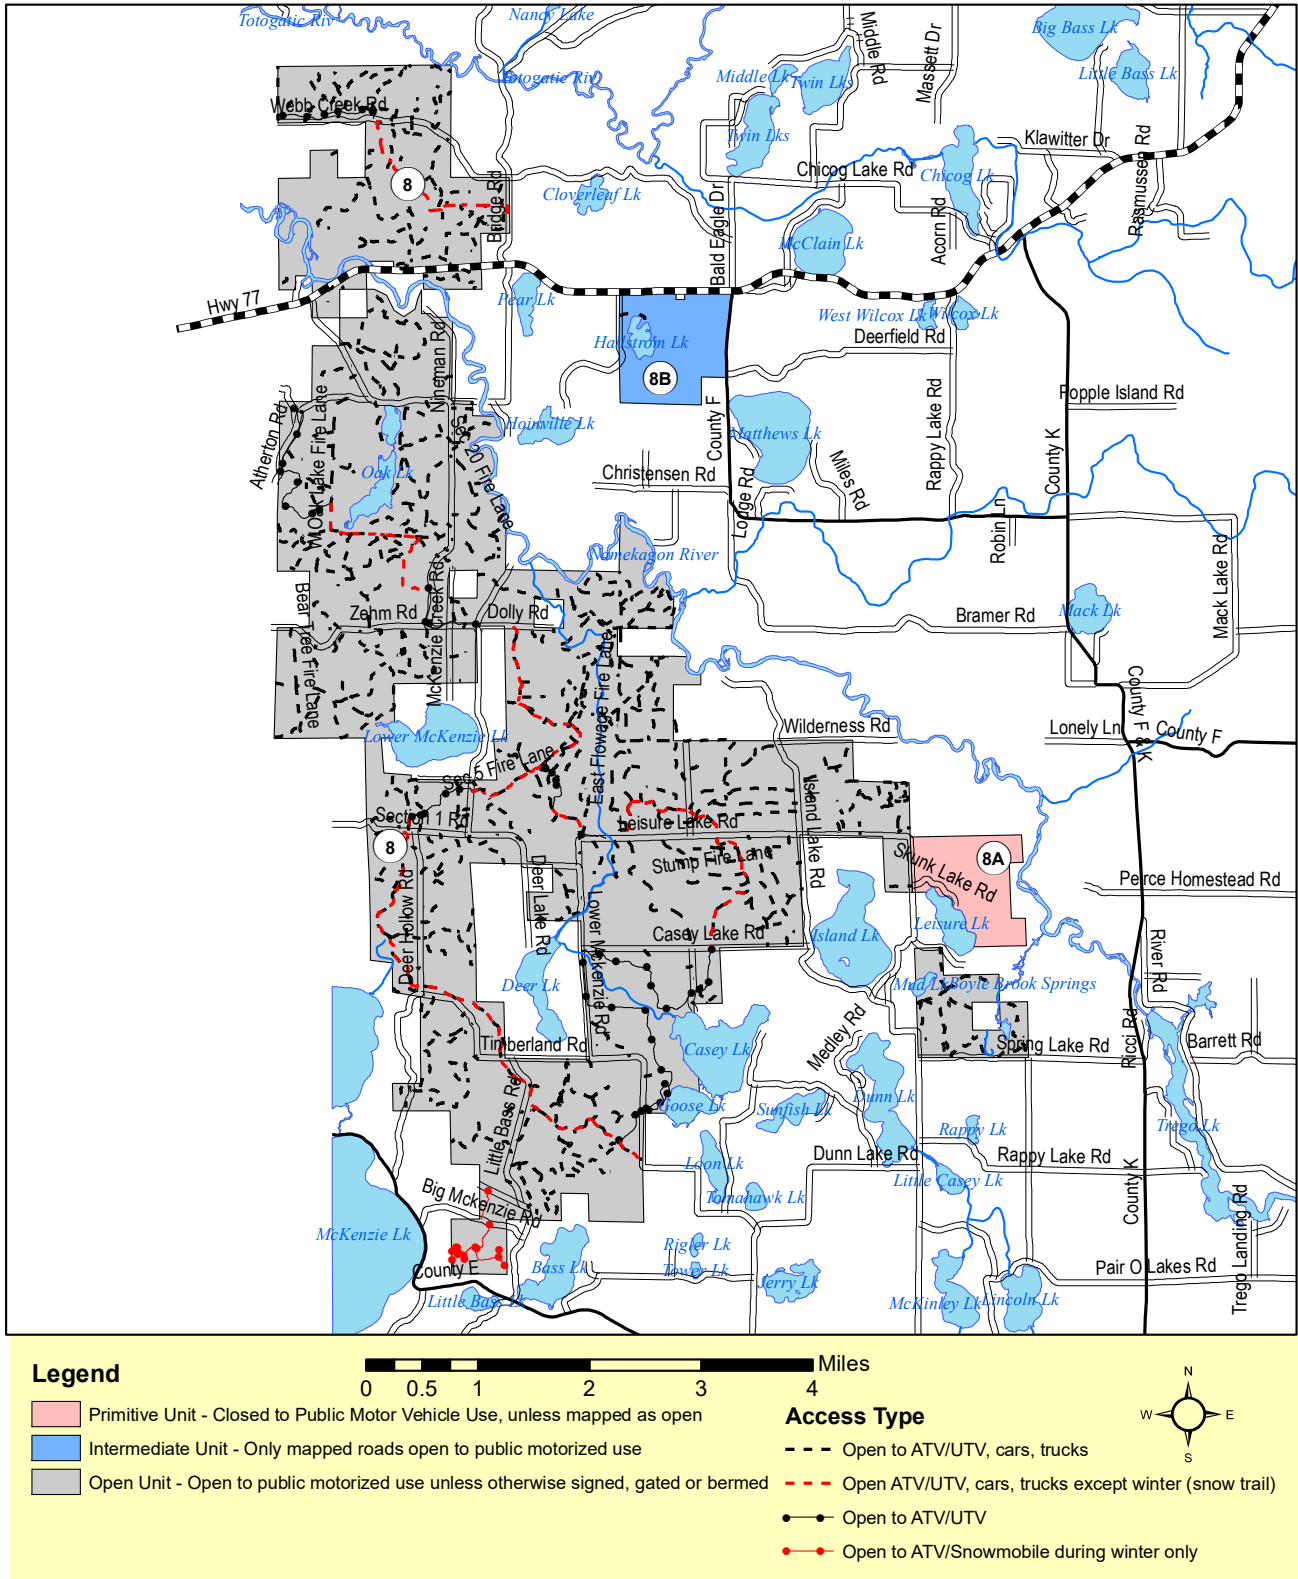 Totogatic Riv
Nancy Lake
Middle Rd
Massett Dr
Big Bass Lk
Little Bass Lk
Totogatic Riv
Middle Lk
Twin Lks
Twin Lks
Webb Creek Rd
Klawitter Dr
Rasmussen Rd
Chicog Lake Rd
Chicog Lk
8
Cloverleaf Lk
Bridge Rd
Bald Eagle Dr
McClain Lk
Acorn Rd
Hwy 77
Pear Lk
West Wilcox Lk
Wilcox Lk
Deerfield Rd
Hallstrom Lk
8B
Nineman Rd
Popple Island Rd
Rappy Lake Rd
County F
County K
Atherton Rd
W Oak Lake Fire Lane
Hoinville Lk
Matthews Lk
Sec 20 Fire Lane
Oak Lk
Christensen Rd
Miles Rd
Lodge Rd
Robin Ln
Namekagon River
Mack Lake Rd
Mack Lk
Bramer Rd
Zehm Rd
Dolly Rd
McKenzie Creek Rd
Bear Tree Fire Lane
East Flowage Fire Lane
County F & K
Wilderness Rd
Lonely Ln
County F
Lower McKenzie Lk
Sec 5 Fire Lane
Section 1 Rd
Leisure Lake Rd
Island Lake Rd
8
Stump Fire Lane
Skunk Lake Rd
8A
Peirce Homestead Rd
Deer Hollow Rd
Deer Lake Rd
Lower Mckenzie Rd
Casey Lake Rd
Island Lk
Leisure Lk
River Rd
Deer Lk
Mud Lk
Boyle Brook Springs
Timberland Rd
Casey Lk
Medley Rd
Spring Lake Rd
Ricci Rd
Barrett Rd
Little Bass Rd
Goose Lk
Sunfish Lk
Dunn Lk
Rappy Lk
Trego Lk
Loon Lk
Dunn Lake Rd
Rappy Lake Rd
Little Casey Lk
Tomahawk Lk
County K
Big Mckenzie Rd
McKenzie Lk
Rigler Lk
Tower Lk
Trego Landing Rd
County E
Bass Lk
Jerry Lk
Pair O Lakes Rd
Little Bass Lk
McKinley Lk
Lincoln Lk
Legend
0 0.5 1 2 3 4 Miles
Primitive Unit - Closed to Public Motor Vehicle Use, unless mapped as open
Intermediate Unit - Only mapped roads open to public motorized use
Open Unit - Open to public motorized use unless otherwise signed, gated or bermed
Access Type
Open to ATV/UTV, cars, trucks
Open ATV/UTV, cars, trucks except winter (snow trail)
Open to ATV/UTV
Open to ATV/Snowmobile during winter only
N
W E
S